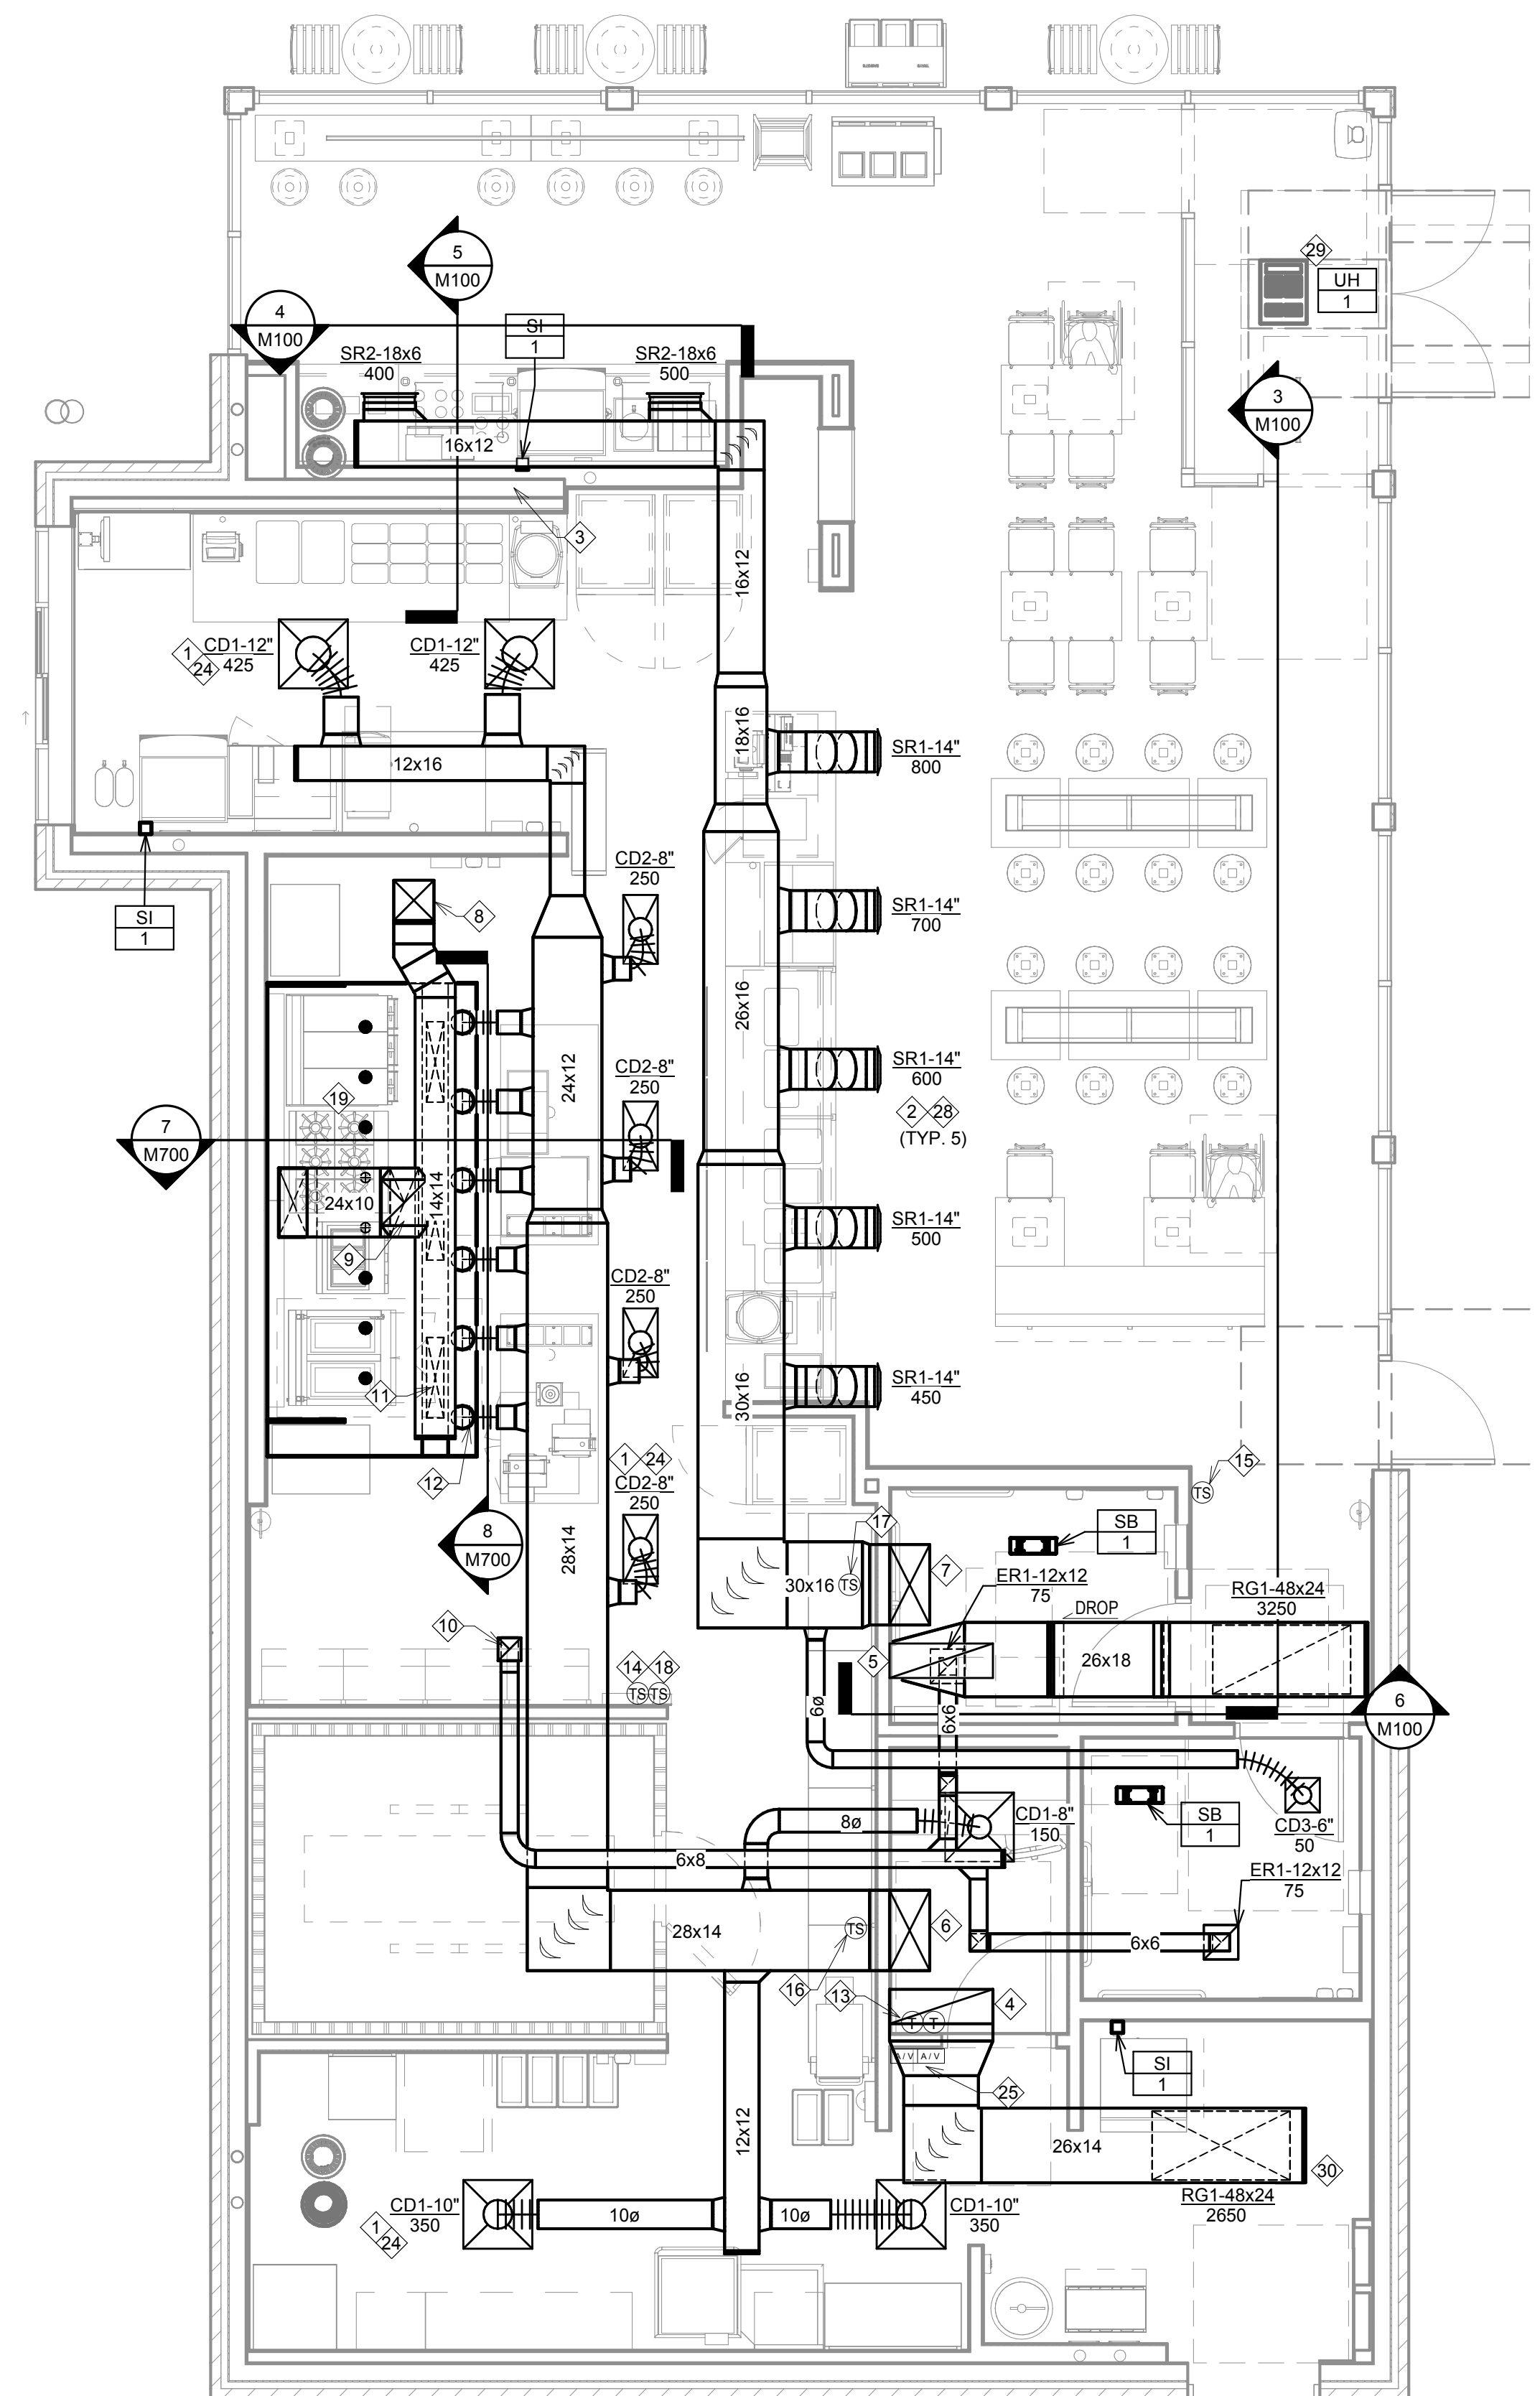 5
M100
4
M100
SI
1
SR2-18x6
400
SR2-18x6
500
29
UH
1
3
M100
16x12
3
16x12
1
24
CD1-12"
425
CD1-12"
425
18x16
SR1-14"
800
12x16
CD2-8"
250
SR1-14"
700
8
SI
1
26x16
24x12
CD2-8"
250
SR1-14"
600
2
28
(TYP. 5)
19
7
M700
24x10
14x14
9
SR1-14"
500
CD2-8"
250
11
30x16
SR1-14"
450
12
1
24
CD2-8"
250
15
TS
17
SB
1
8
M700
28x14
30x16
TS
7
ER1-12x12
75
RG1-48x24
3250
DROP
10
5
26x18
14
18
TS
TS
6ø
6x6
6
M100
SB
1
CD3-6"
50
8ø
CD1-8"
150
6x8
ER1-12x12
75
28x14
TS
6
6x6
16
13
T
T
4
A/V
A/V
25
SI
1
12x12
26x14
30
RG1-48x24
2650
CD1-10"
350
10ø
10ø
CD1-10"
350
1
24